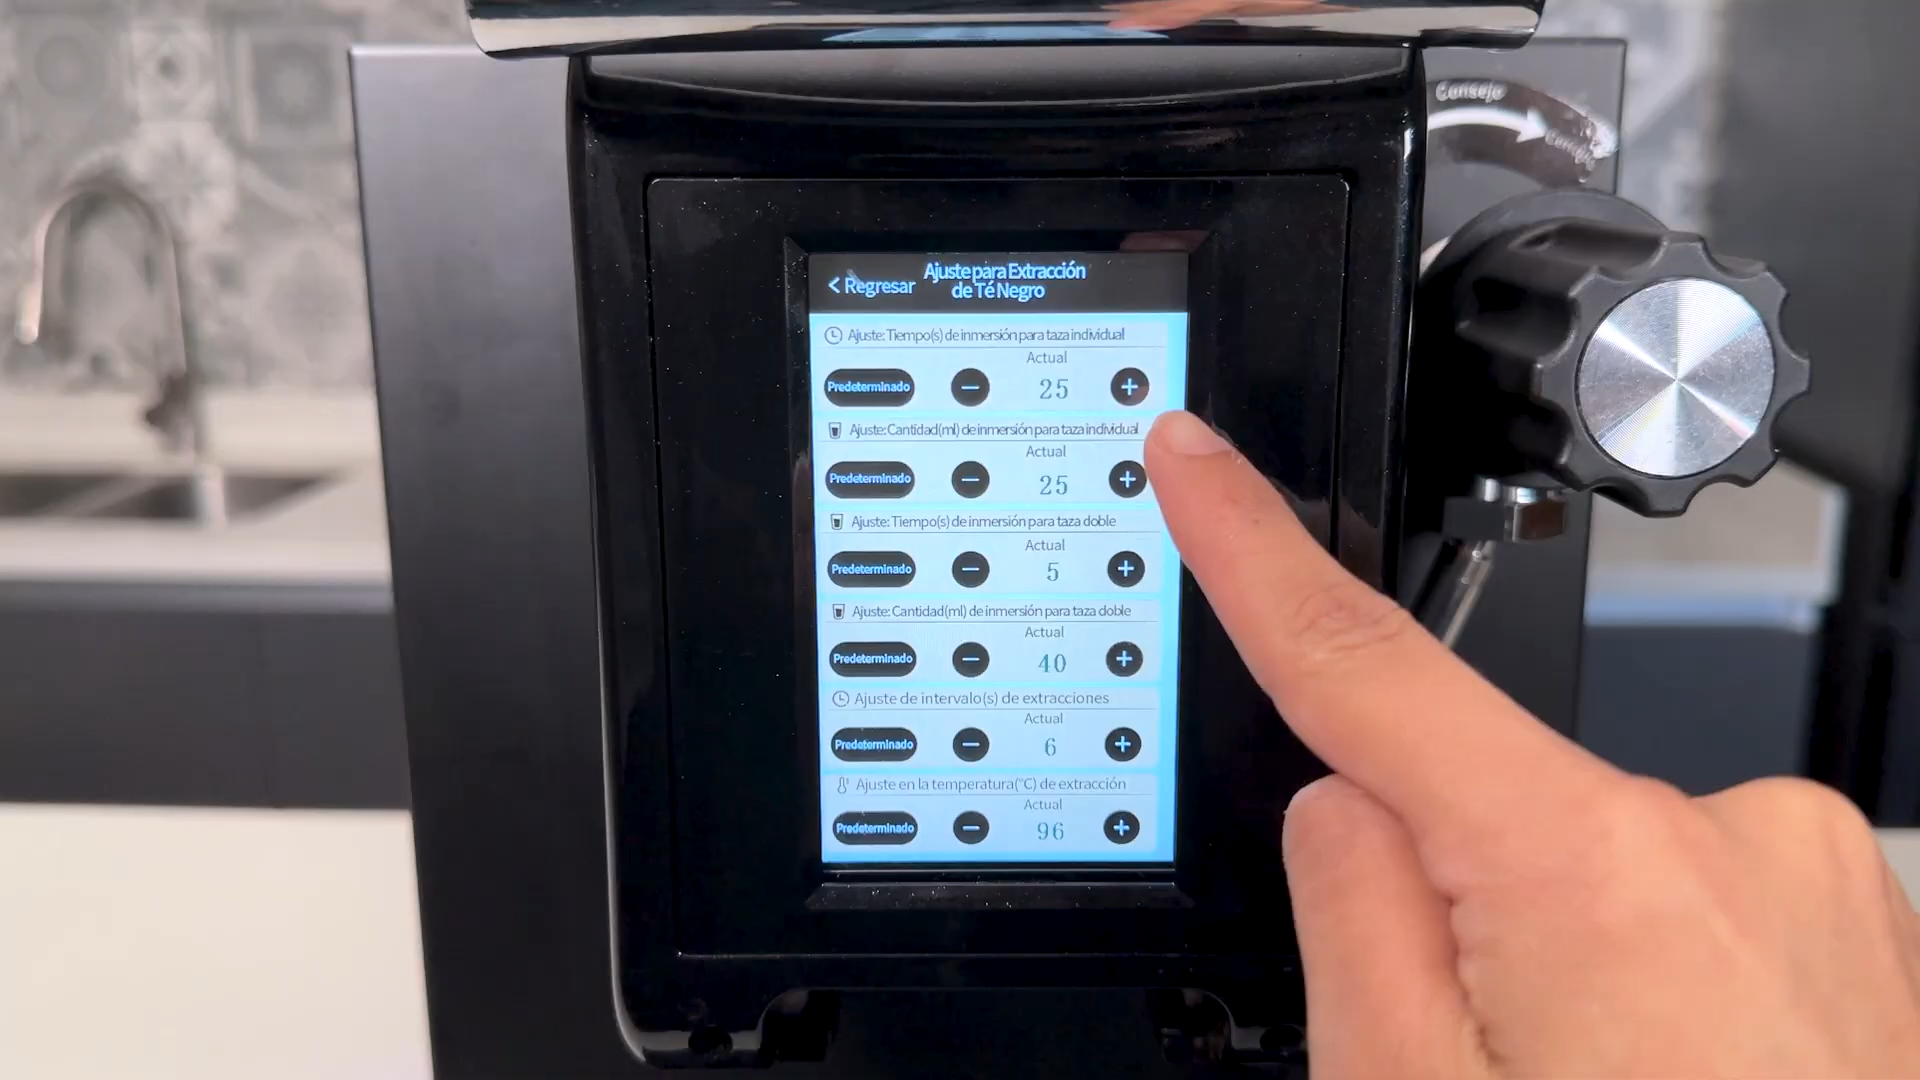 Consejo
< Regresar
Ajuste para Extracción
de Té Negro
Ajuste: Tiempo(s) de inmersión para taza individual
Actual
Predeterminado − 25 +
Ajuste: Cantidad(ml) de inmersión para taza individual
Actual
Predeterminado − 25 +
Ajuste: Tiempo(s) de inmersión para taza doble
Actual
Predeterminado − 5 +
Ajuste: Cantidad(ml) de inmersión para taza doble
Actual
Predeterminado − 40 +
Ajuste de intervalo(s) de extracciones
Actual
Predeterminado − 6 +
Ajuste en la temperatura(°C) de extracción
Actual
Predeterminado − 96 +